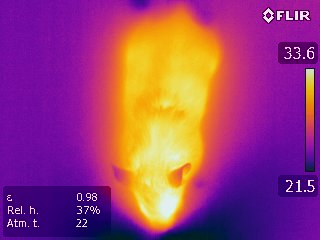 FLIR
33.6
21.5
ε 0.98
Rel. h. 37%
Atm. t. 22